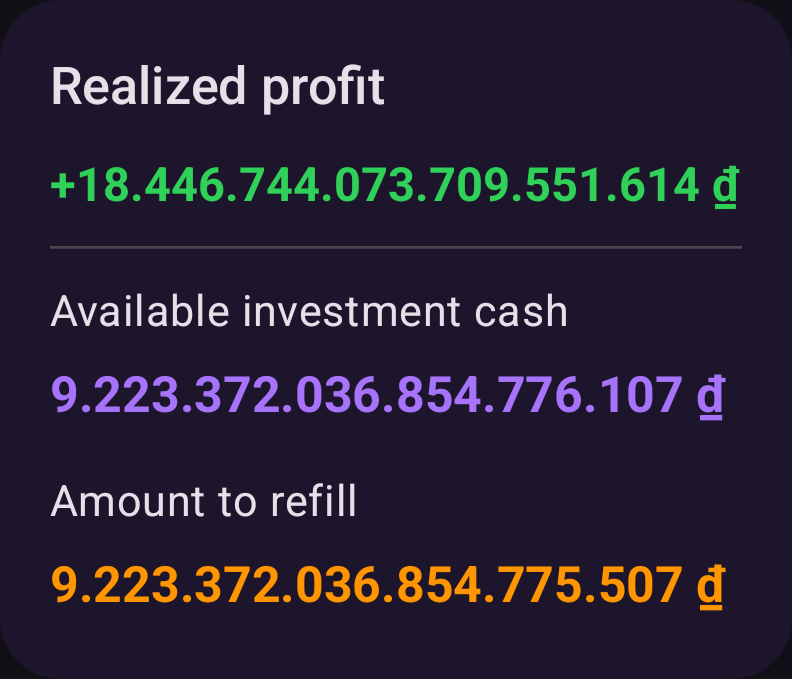 Realized profit
+18.446.744.073.709.551.614 ₫
Available investment cash
9.223.372.036.854.776.107 ₫
Amount to refill
9.223.372.036.854.775.507 ₫